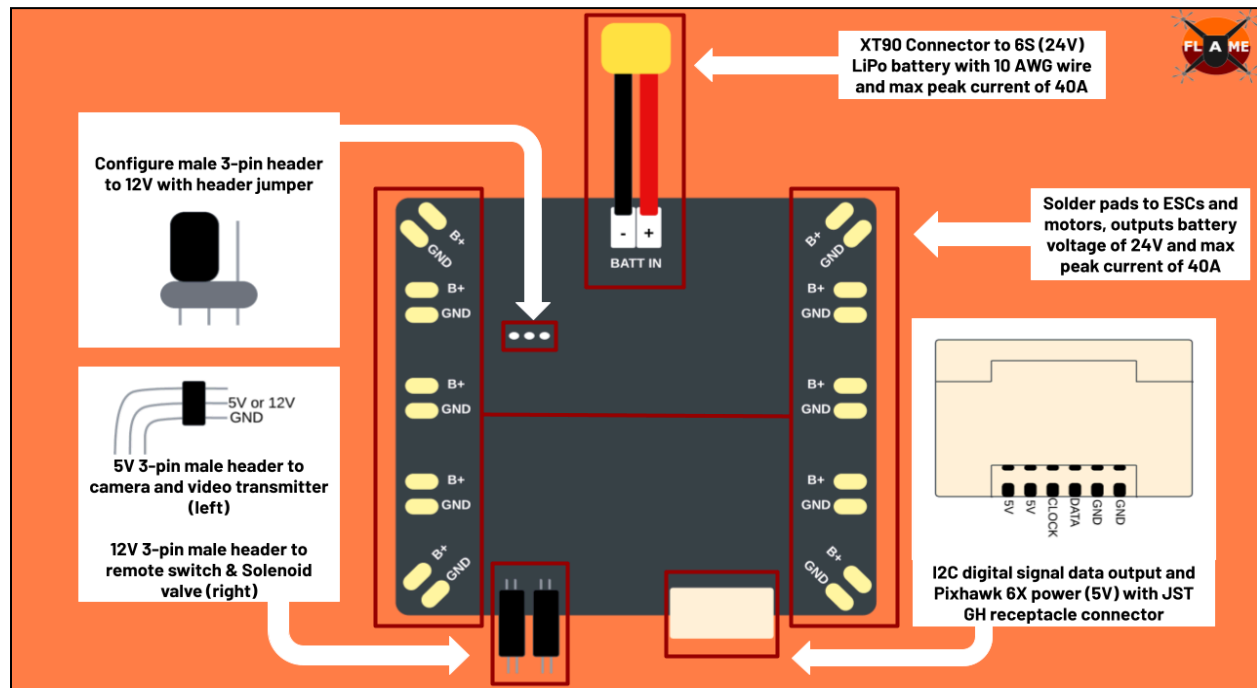 XT90 Connector to 6S (24V)
LiPo battery with 10 AWG wire
and max peak current of 40A
FL A ME
Configure male 3-pin header
to 12V with header jumper
Solder pads to ESCs and
motors, outputs battery
voltage of 24V and max
peak current of 40A
- +
BATT IN
B+
GND
B+
GND
B+
GND
B+
GND
B+
GND
B+
GND
B+
GND
B+
GND
B+
GND
B+
GND
5V or 12V
GND
5V 3-pin male header to
camera and video transmitter
(left)
12V 3-pin male header to
remote switch & Solenoid
valve (right)
5V
5V
CLOCK
DATA
GND
GND
I2C digital signal data output and
Pixhawk 6X power (5V) with JST
GH receptacle connector